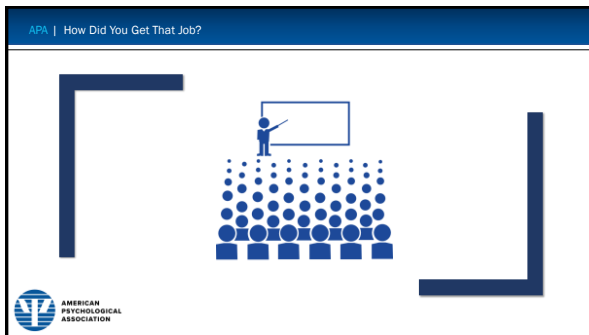 APA | How Did You Get That Job?
AMERICAN
PSYCHOLOGICAL
ASSOCIATION